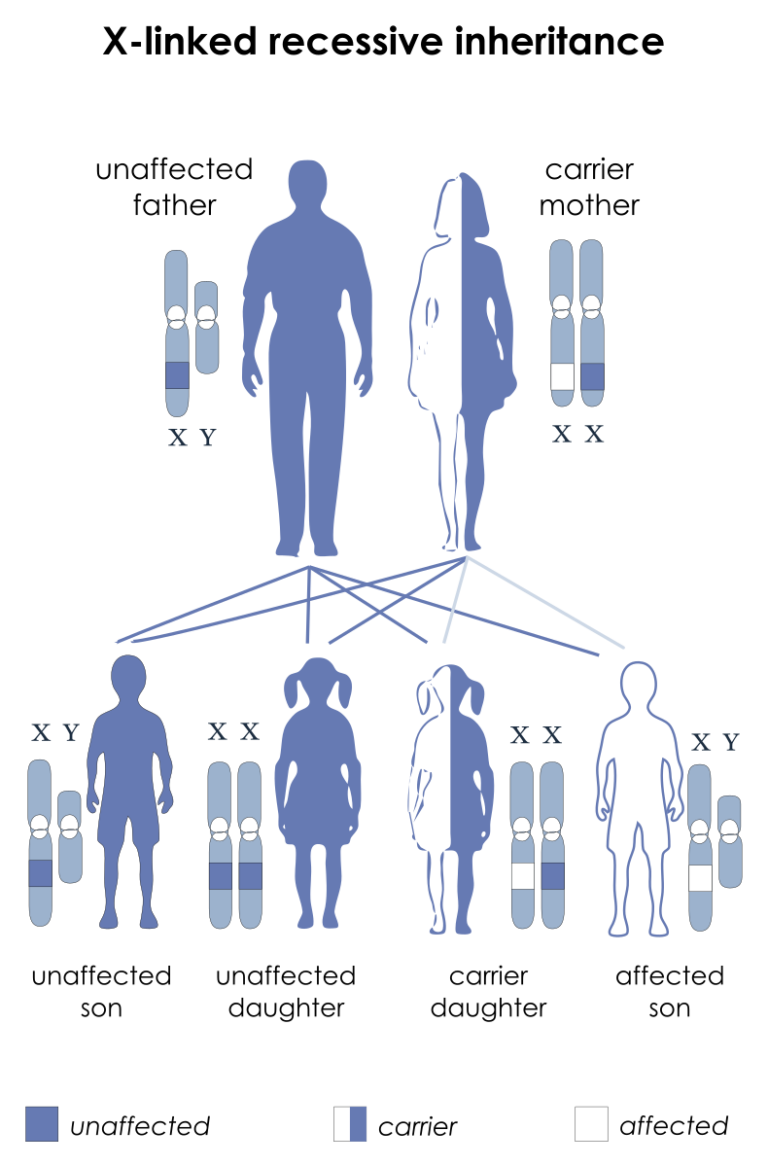 X-linked recessive inheritance
unaffected
father
carrier
mother
X Y
X X
X Y
X X
X X
X Y
unaffected
son
unaffected
daughter
carrier
daughter
affected
son
unaffected
carrier
affected